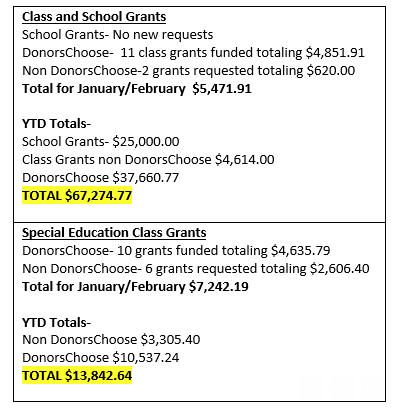 Class and School Grants
School Grants- No new requests
DonorsChoose-  11 class grants funded totaling $4,851.91
Non DonorsChoose-2 grants requested totaling $620.00
Total for January/February  $5,471.91
YTD Totals-
School Grants- $25,000.00
Class Grants non DonorsChoose $4,614.00
DonorsChoose $37,660.77
TOTAL $67,274.77
Special Education Class Grants
DonorsChoose- 10 grants funded totaling $4,635.79
Non DonorsChoose- 6 grants requested totaling $2,606.40
Total for January/February $7,242.19
YTD Totals-
Non DonorsChoose $3,305.40
DonorsChoose $10,537.24
TOTAL $13,842.64